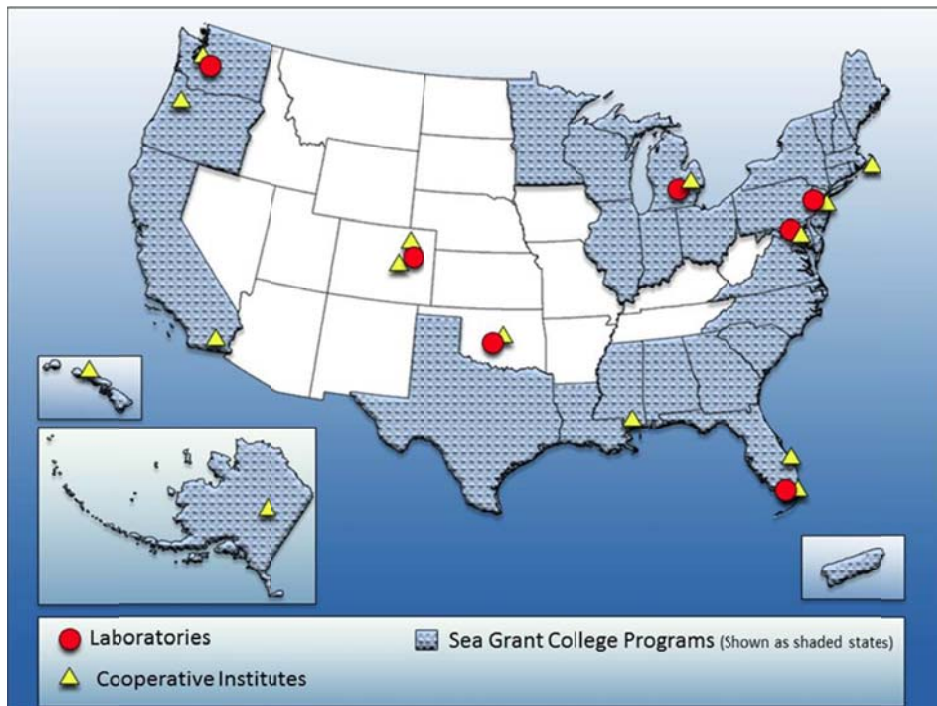 Laboratories
Sea Grant College Programs (Shown as shaded states)
Cooperative Institutes